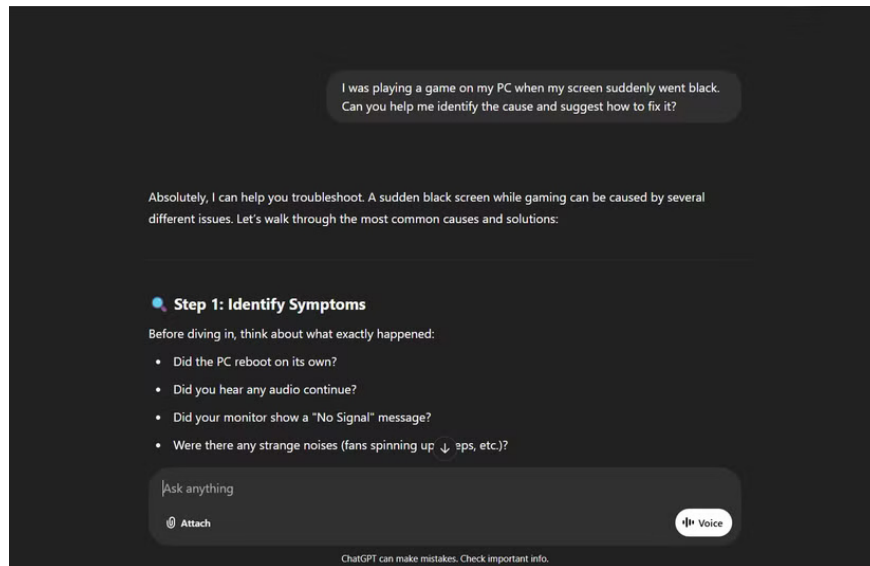 I was playing a game on my PC when my screen suddenly went black.
Can you help me identify the cause and suggest how to fix it?
Absolutely, I can help you troubleshoot. A sudden black screen while gaming can be caused by several
different issues. Let's walk through the most common causes and solutions:
Step 1: Identify Symptoms
Before diving in, think about what exactly happened:
• Did the PC reboot on its own?
• Did you hear any audio continue?
• Did your monitor show a "No Signal" message?
• Were there any strange noises (fans spinning up, etc.)?
Ask anything
Attach
Voice
ChatGPT can make mistakes. Check important info.